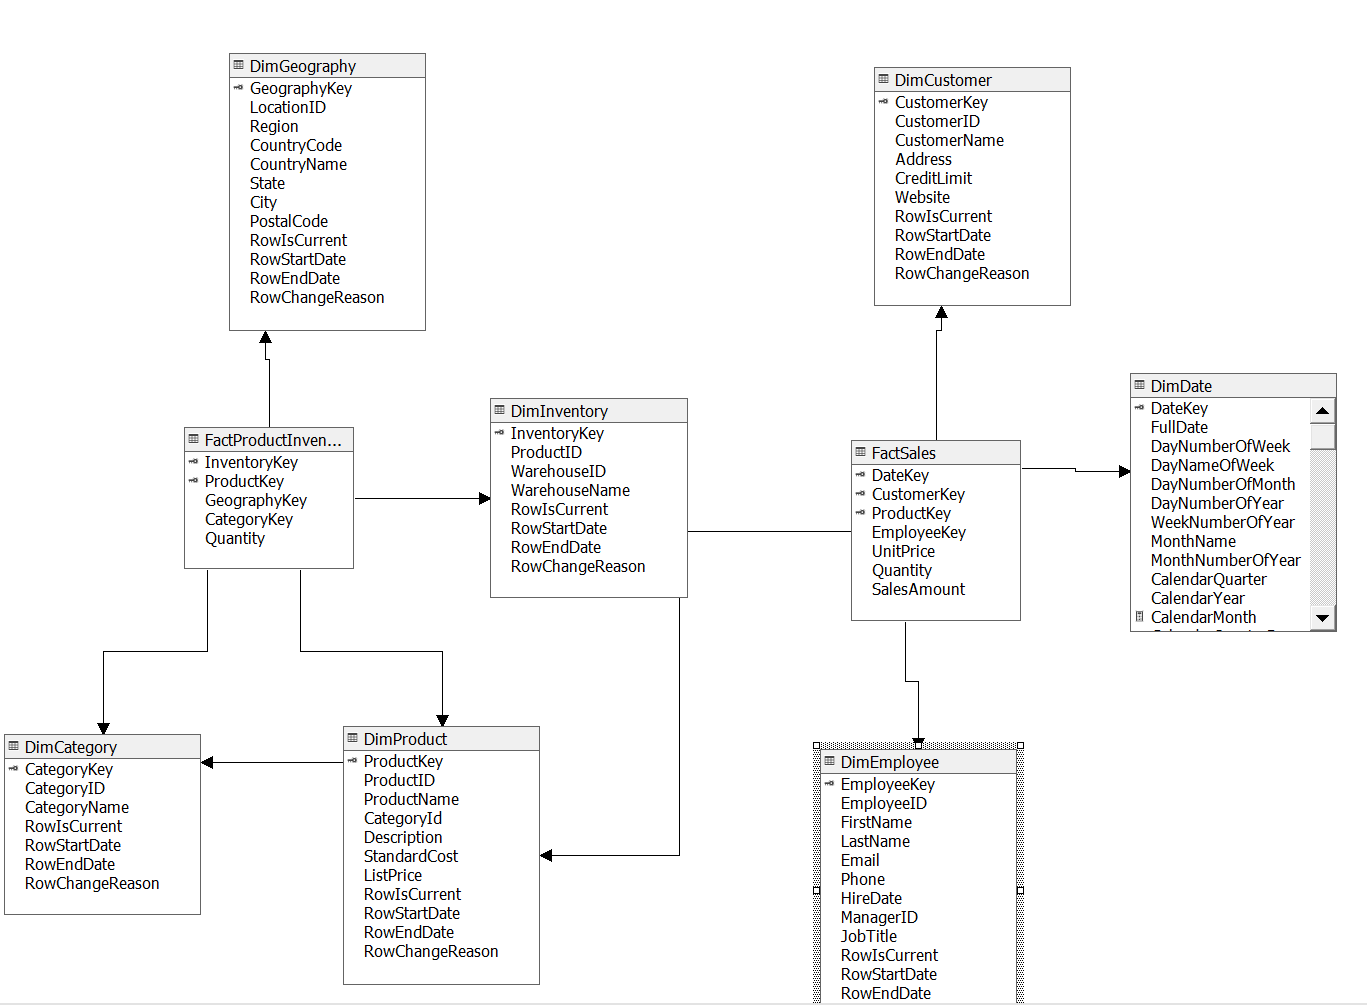 DimGeography
GeographyKey
LocationID
Region
CountryCode
CountryName
State
City
PostalCode
RowIsCurrent
RowStartDate
RowEndDate
RowChangeReason
DimCustomer
CustomerKey
CustomerID
CustomerName
Address
CreditLimit
Website
RowIsCurrent
RowStartDate
RowEndDate
RowChangeReason
FactProductInven...
InventoryKey
ProductKey
GeographyKey
CategoryKey
Quantity
DimInventory
InventoryKey
ProductID
WarehouseID
WarehouseName
RowIsCurrent
RowStartDate
RowEndDate
RowChangeReason
FactSales
DateKey
CustomerKey
ProductKey
EmployeeKey
UnitPrice
Quantity
SalesAmount
DimDate
DateKey
FullDate
DayNumberOfWeek
DayNameOfWeek
DayNumberOfMonth
DayNumberOfYear
WeekNumberOfYear
MonthName
MonthNumberOfYear
CalendarQuarter
CalendarYear
CalendarMonth
DimCategory
CategoryKey
CategoryID
CategoryName
RowIsCurrent
RowStartDate
RowEndDate
RowChangeReason
DimProduct
ProductKey
ProductID
ProductName
CategoryId
Description
StandardCost
ListPrice
RowIsCurrent
RowStartDate
RowEndDate
RowChangeReason
DimEmployee
EmployeeKey
EmployeeID
FirstName
LastName
Email
Phone
HireDate
ManagerID
JobTitle
RowIsCurrent
RowStartDate
RowEndDate